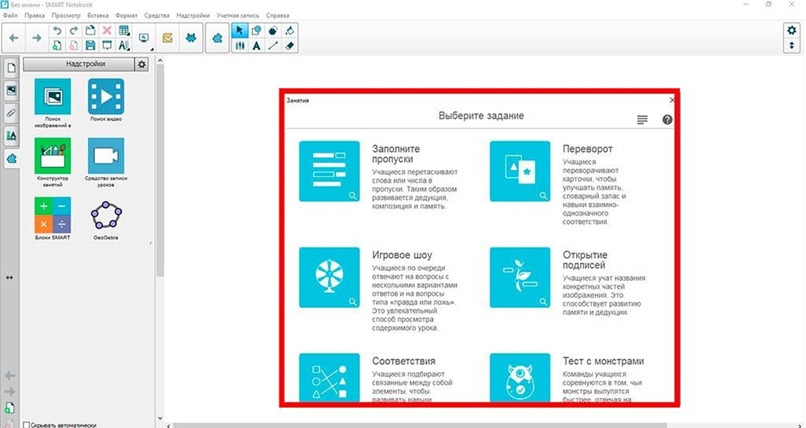 Без имени - SMART Notebook
Файл Правка Просмотр Вставка Формат Средства Надстройки Учетная запись Справка
Надстройки
Поиск
изображений в
Поиск видео
Конструктор
занятий
Средство записи
уроков
Блоки SMART
GeoGebra
Скрывать автоматически
Занятия
Выберите задание
Заполните
пропуски
Учащиеся перетаскивают
слова или числа в
пропуски. Таким образом
развивается дедукция,
композиция и память.
Переворот
Учащиеся
переворачивают
карточки, чтобы
улучшать память,
словарный запас и
навыки взаимно-
однозначного
соответствия.
Игровое шоу
Учащиеся по очереди
отвечают на вопросы с
несколькими вариантами
ответов и на вопросы
типа «правда или ложь».
Это увлекательный
способ просмотра
содержимого урока.
Открытие
подписей
Учащиеся учат названия
конкретных частей
изображения. Это
способствует развитию
памяти и дедукции.
Соответствия
Учащиеся подбирают
связанные между собой
элементы, чтобы
развивать навыки
Тест с монстрами
Команды учащихся
соревнуются в том, чьи
монстры вылупятся
быстрее, отвечая на